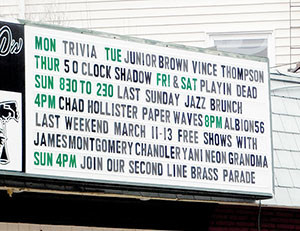 MON TRIVIA TUE JUNIOR BROWN VINCE THOMPSON
THUR 5 O CLOCK SHADOW FRI & SAT PLAYIN DEAD
SUN 830 TO 230 LAST SUNDAY JAZZ BRUNCH
4PM CHAD HOLLISTER PAPER WAVES 8PM ALBION56
LAST WEEKEND MARCH 11-13 FREE SHOWS WITH
JAMESMONTGOMERY CHANDLER YANI NEON GRANDMA
SUN 4PM JOIN OUR SECOND LINE BRASS PARADE